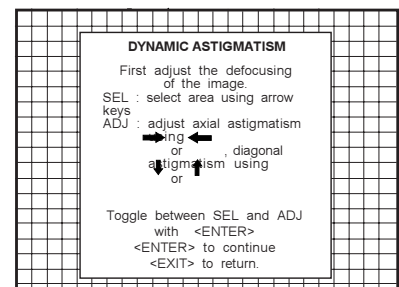 DYNAMIC ASTIGMATISM
First adjust the defocusing
of the image.
SEL : select area using arrow
keys
ADJ : adjust axial astigmatism
using
or , diagonal
astigmatism using
or
Toggle between SEL and ADJ
with <ENTER>
<ENTER> to continue
<EXIT> to return.